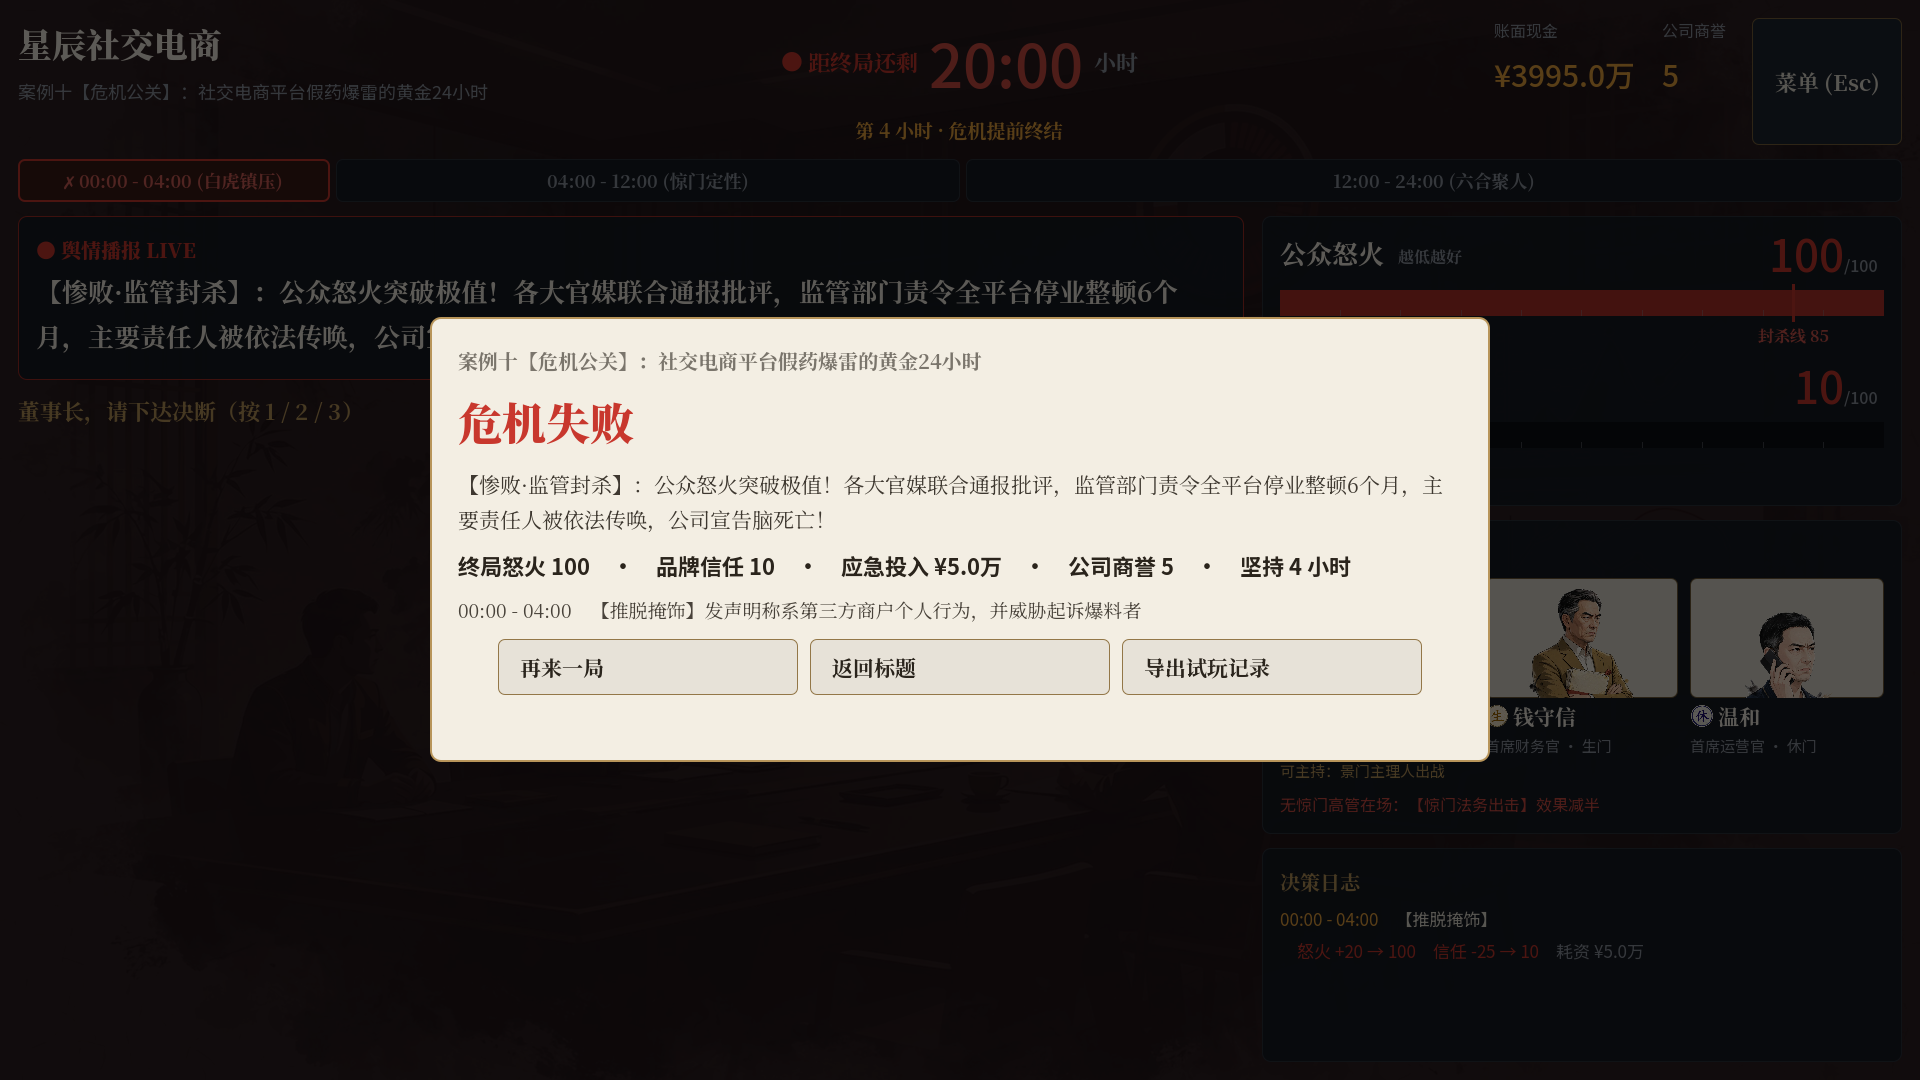 星辰社交电商
案例十【危机公关】：社交电商平台假药爆雷的黄金24小时
距终局还剩 20:00 小时
第 4 小时 · 危机提前终结
账面现金
¥3995.0万
公司商誉
5
菜单 (Esc)
✗ 00:00 - 04:00 (白虎镇压)
04:00 - 12:00 (惊门定性)
12:00 - 24:00 (六合聚人)
舆情播报 LIVE
【惨败·监管封杀】：公众怒火突破极值！各大官媒联合通报批评，监管部门责令全平台停业整顿6个
月，主要责任人被依法传唤，公司
董事长，请下达决断（按 1 / 2 / 3）
公众怒火 越低越好
100/100
封杀线 85
10/100
案例十【危机公关】：社交电商平台假药爆雷的黄金24小时
危机失败
【惨败·监管封杀】：公众怒火突破极值！各大官媒联合通报批评，监管部门责令全平台停业整顿6个月，主
要责任人被依法传唤，公司宣告脑死亡！
终局怒火 100 • 品牌信任 10 • 应急投入 ¥5.0万 • 公司商誉 5 • 坚持 4 小时
00:00 - 04:00 【推脱掩饰】发声明称系第三方商户个人行为，并威胁起诉爆料者
再来一局
返回标题
导出试玩记录
生 钱守信
首席财务官 · 生门
休 温和
首席运营官 · 休门
可主持：景门主理人出战
无惊门高管在场：【惊门法务出击】效果减半
决策日志
00:00 - 04:00 【推脱掩饰】
怒火 +20 → 100 信任 -25 → 10 耗资 ¥5.0万